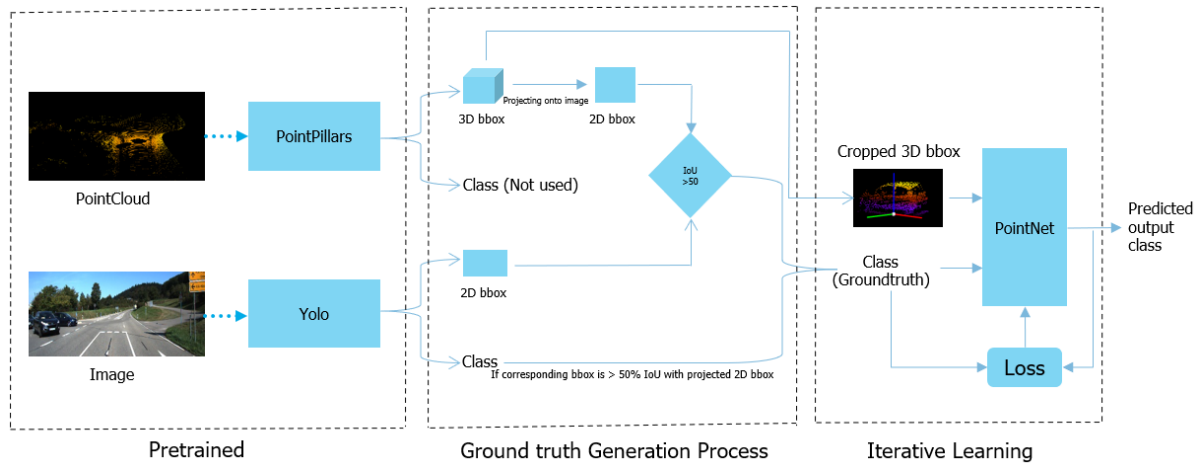 PointCloud
Image
PointPillars
Yolo
Pretrained
3D bbox
Projecting onto image
2D bbox
Class (Not used)
IoU
>50
2D bbox
Class
If corresponding bbox is > 50% IoU with projected 2D bbox
Ground truth Generation Process
Cropped 3D bbox
Class
(Groundtruth)
PointNet
Loss
Predicted
output
class
Iterative Learning